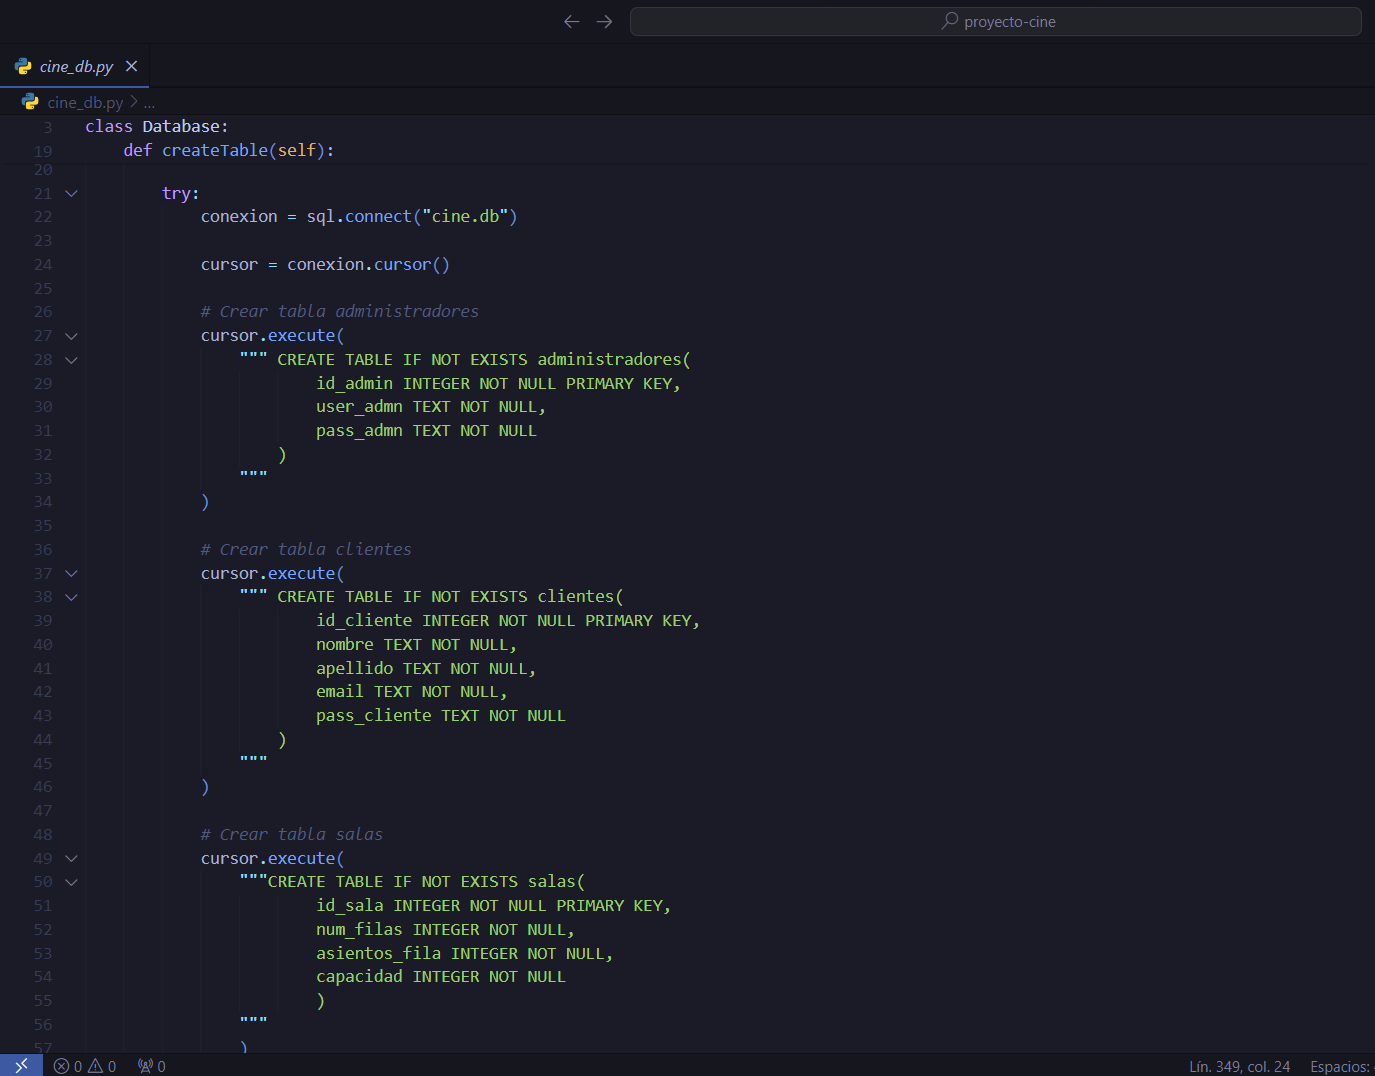 proyecto-cine
cine_db.py
cine_db.py > ...
3 class Database:
19 def createTable(self):
20
21 try:
22 conexion = sql.connect("cine.db")
23
24 cursor = conexion.cursor()
25
26 # Crear tabla administradores
27 cursor.execute(
28 """ CREATE TABLE IF NOT EXISTS administradores(
29 id_admin INTEGER NOT NULL PRIMARY KEY,
30 user_admn TEXT NOT NULL,
31 pass_admn TEXT NOT NULL
32 )
33 """
34 )
35
36 # Crear tabla clientes
37 cursor.execute(
38 """ CREATE TABLE IF NOT EXISTS clientes(
39 id_cliente INTEGER NOT NULL PRIMARY KEY,
40 nombre TEXT NOT NULL,
41 apellido TEXT NOT NULL,
42 email TEXT NOT NULL,
43 pass_cliente TEXT NOT NULL
44 )
45 """
46 )
47
48 # Crear tabla salas
49 cursor.execute(
50 """CREATE TABLE IF NOT EXISTS salas(
51 id_sala INTEGER NOT NULL PRIMARY KEY,
52 num_filas INTEGER NOT NULL,
53 asientos_fila INTEGER NOT NULL,
54 capacidad INTEGER NOT NULL
55 )
56 """
57 )
0 0 0 Lín. 349, col. 24 Espacios: